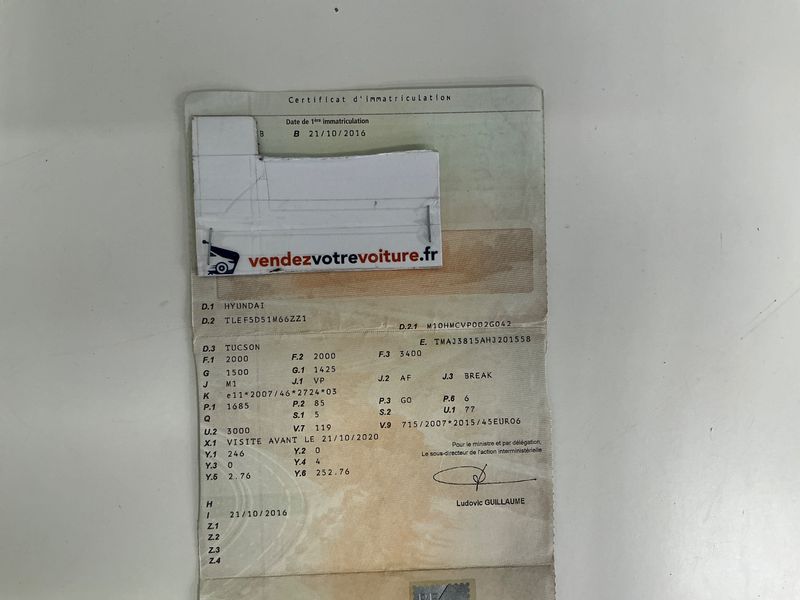 Certificat d'immatriculation
Date de 1ère immatriculation
B B 21/10/2016
vendezvotrevoiture.fr
D.1 HYUNDAI
D.2 TLEF5D51M66ZZ1
D.2.1 M10HMCVP002G042
E. TMAJ3815AHJ201558
D.3 TUCSON
F.1 2000 F.2 2000 F.3 3400
G 1500 G.1 1425
J M1 J.1 VP J.2 AF J.3 BREAK
K e11*2007/46*2724*03
P.1 1685 P.2 85 P.3 GO P.6 6
Q S.1 5 S.2 U.1 77
U.2 3000 V.7 119 V.9 715/2007*2015/45EURO6
X.1 VISITE AVANT LE 21/10/2020
Y.1 246 Y.2 0
Y.3 0 Y.4 4
Y.5 2.76 Y.6 252.76
Pour le ministre et par délégation,
Le sous-directeur de l'action interministérielle
Ludovic GUILLAUME
H
I 21/10/2016
Z.1
Z.2
Z.3
Z.4